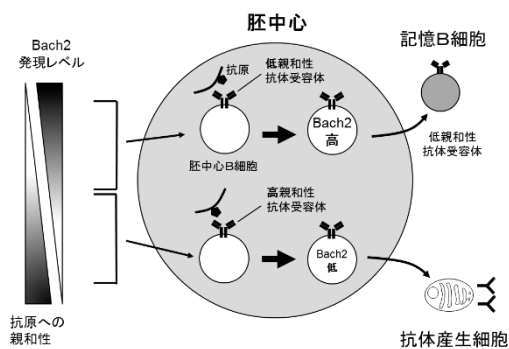 胚中心
Bach2
発現レベル
抗原への
親和性
抗原
低親和性
抗体受容体
胚中心B細胞
Bach2
高
記憶B細胞
低親和性
抗体受容体
高親和性
抗体受容体
Bach2
低
抗体産生細胞